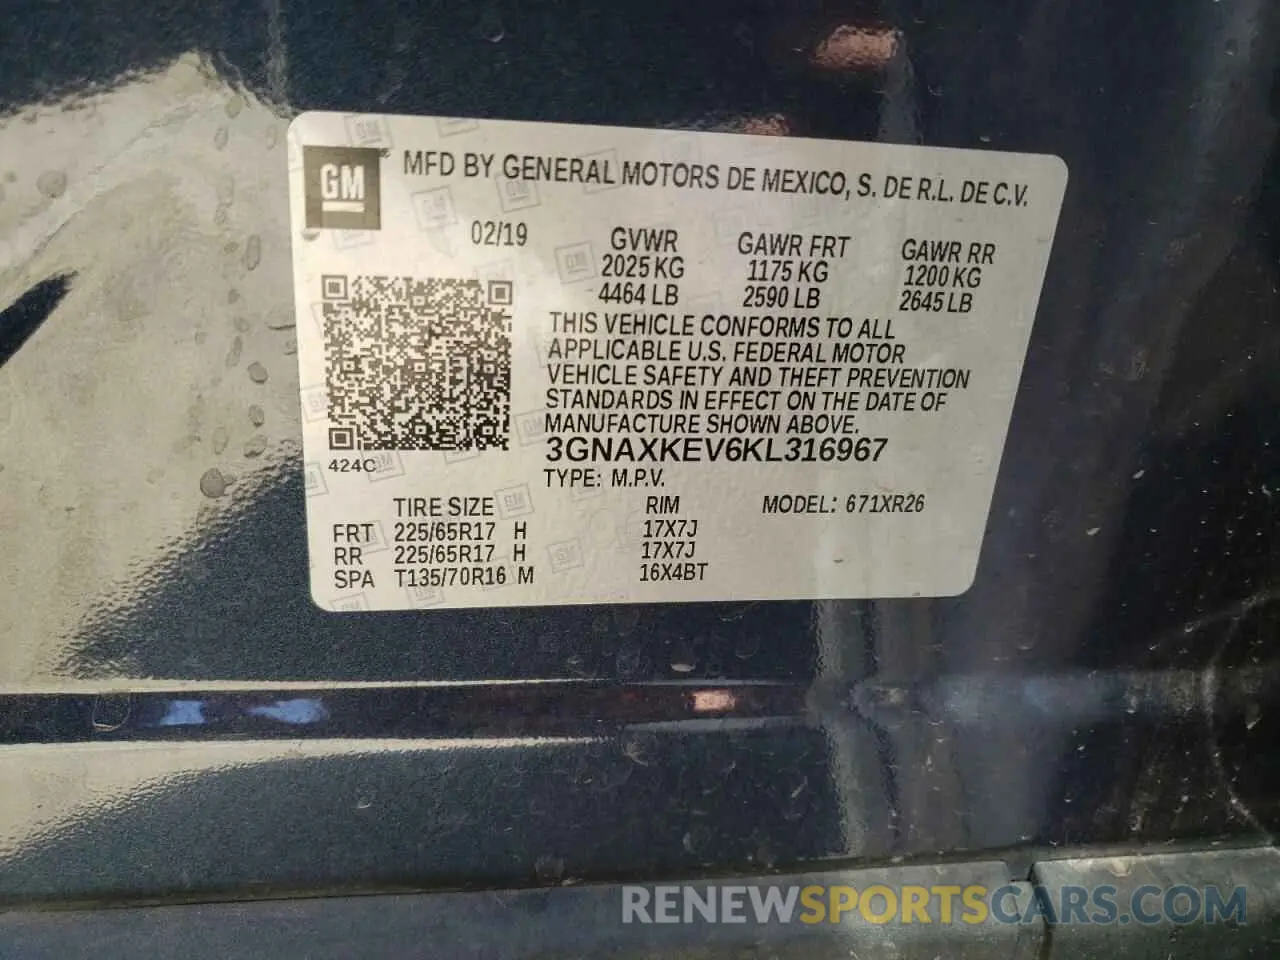 GM
MFD BY GENERAL MOTORS DE MEXICO, S. DE R.L. DE C.V.
02/19
GVWR
2025 KG
4464 LB
GAWR FRT
1175 KG
2590 LB
GAWR RR
1200 KG
2645 LB
THIS VEHICLE CONFORMS TO ALL
APPLICABLE U.S. FEDERAL MOTOR
VEHICLE SAFETY AND THEFT PREVENTION
STANDARDS IN EFFECT ON THE DATE OF
MANUFACTURE SHOWN ABOVE.
424C
3GNAXKEV6KL316967
TYPE: M.P.V.
TIRE SIZE RIM MODEL: 671XR26
FRT 225/65R17 H 17X7J
RR 225/65R17 H 17X7J
SPA T135/70R16 M 16X4BT
RENEWSPORTSCARS.COM